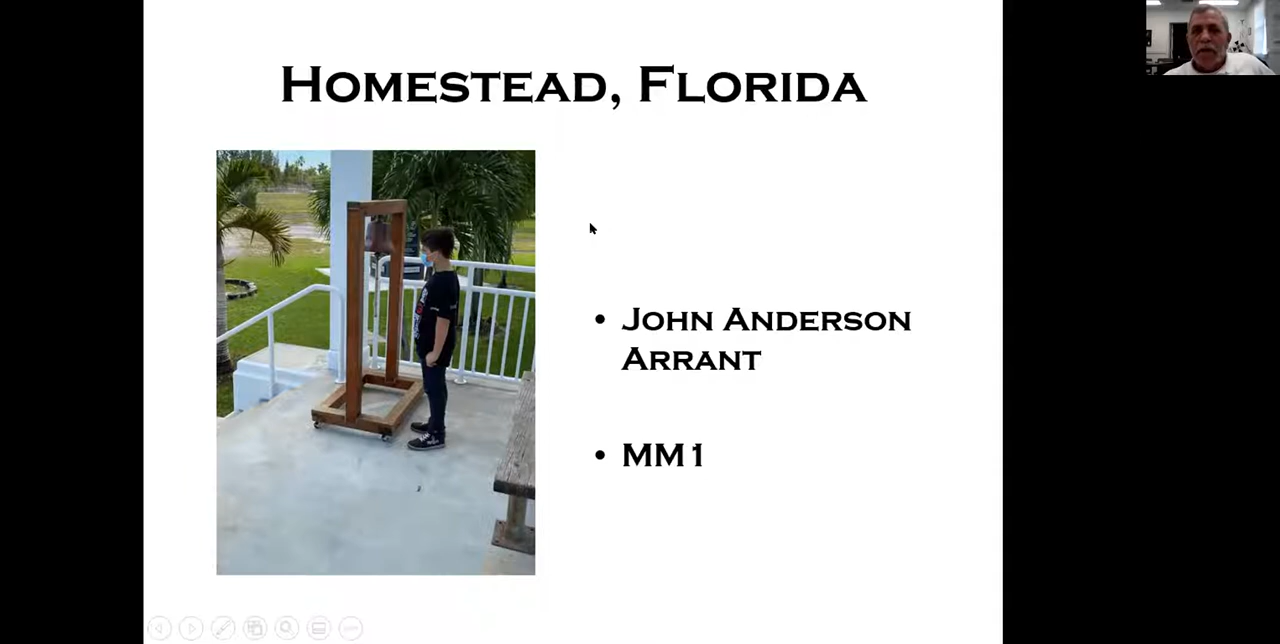 Homestead, Florida
• John Anderson
Arrant
• MM1